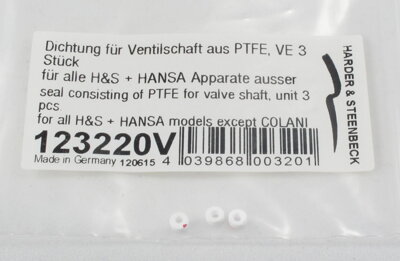 Dichtung für Ventilschaft aus PTFE, VE 3
Stück
für alle H&S + HANSA Apparate ausser
seal consisting of PTFE for valve shaft, unit 3
pcs
for all H&S + HANSA models except COLANI
123220V
Made in Germany 120615
4 039868 003201
HARDER & STEENBECK